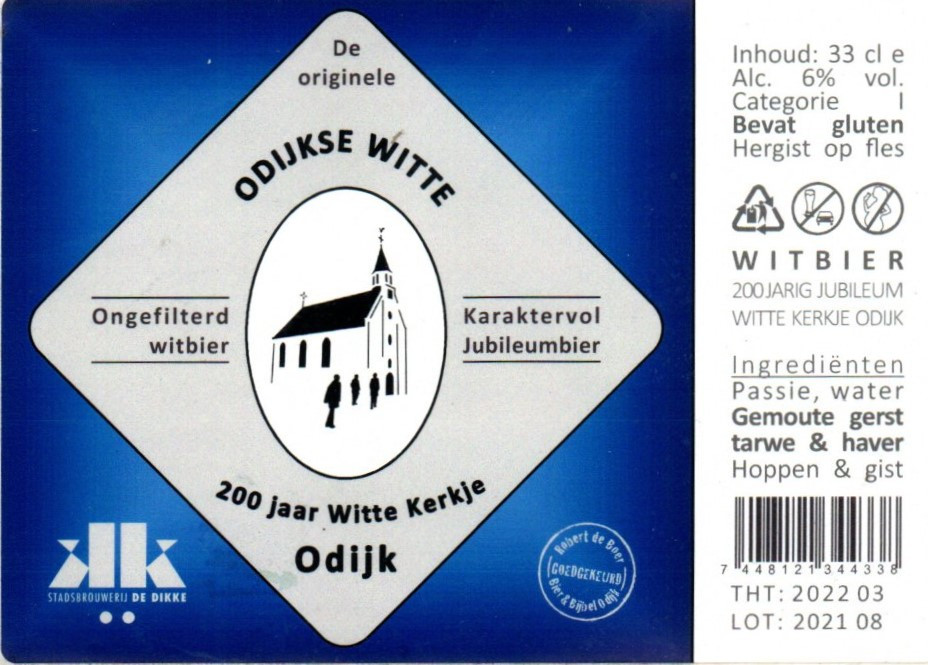 De
originele
ODIJKSE WITTE
Ongefilterd
witbier
Karaktervol
Jubileumbier
200 jaar Witte Kerkje
Odijk
STADSBROUWERIJ DE DIKKE
Robert de Boer
GOEDGEKEURD
Bier & Bijbel Odijk
Inhoud: 33 cl e
Alc. 6% vol.
Categorie I
Bevat gluten
Hergist op fles
WITBIER
200 JARIG JUBILEUM
WITTE KERKJE ODIJK
Ingrediënten
Passie, water
Gemoute gerst
tarwe & haver
Hoppen & gist
7 448121 344338
THT: 2022 03
LOT: 2021 08